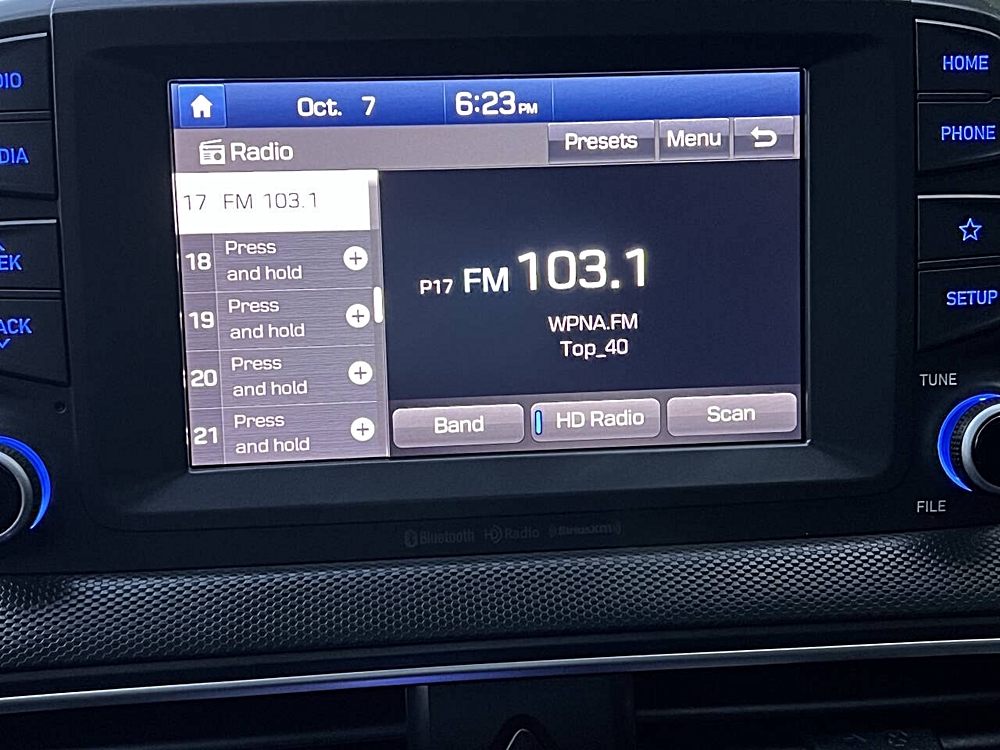 Oct. 7 6:23 PM
Radio Presets Menu
17 FM 103.1
18 Press and hold
19 Press and hold
20 Press and hold
21 Press and hold
P17 FM 103.1
WPNA.FM
Top_40
Band HD Radio Scan
HOME
PHONE
SETUP
TUNE
FILE
DIO
DIA
EK
ACK
Bluetooth HD Radio SiriusXM